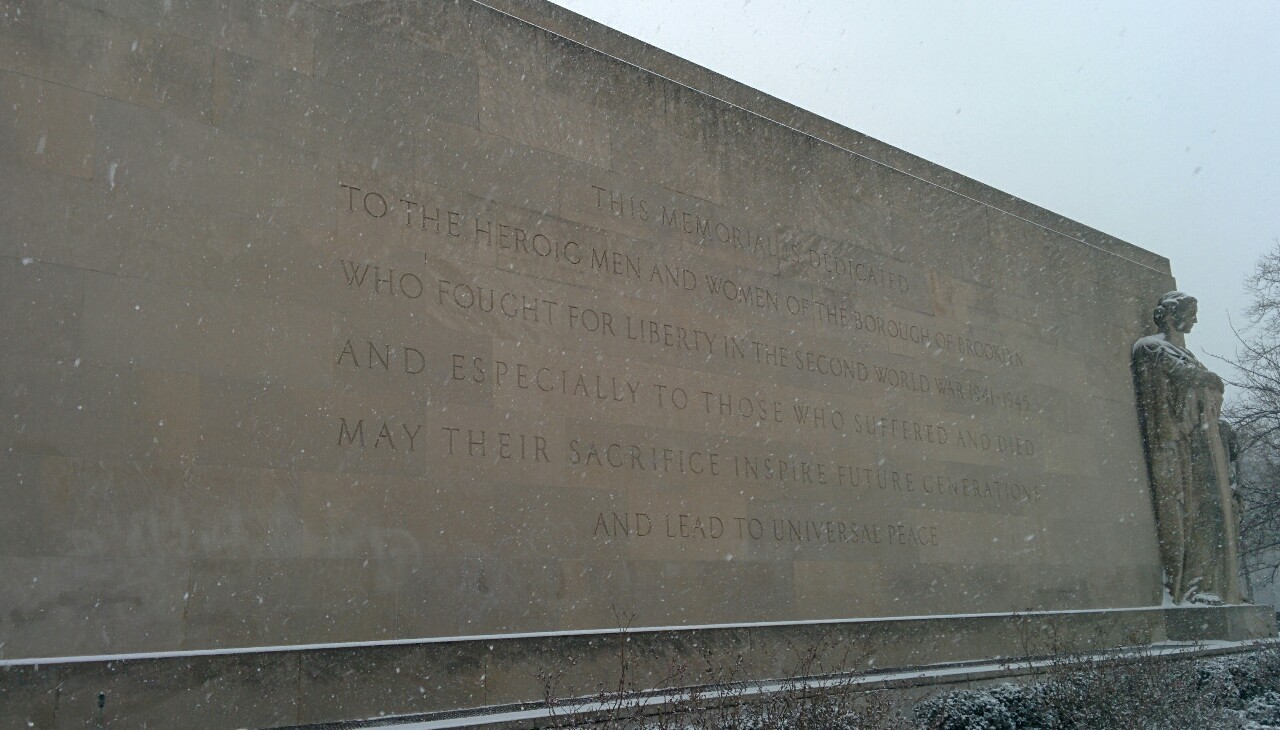 THIS MEMORIAL IS DEDICATED
TO THE HEROIC MEN AND WOMEN OF THE BOROUGH OF BROOKLYN
WHO FOUGHT FOR LIBERTY IN THE SECOND WORLD WAR 1941-1945
AND ESPECIALLY TO THOSE WHO SUFFERED AND DIED
MAY THEIR SACRIFICE INSPIRE FUTURE GENERATIONS
AND LEAD TO UNIVERSAL PEACE